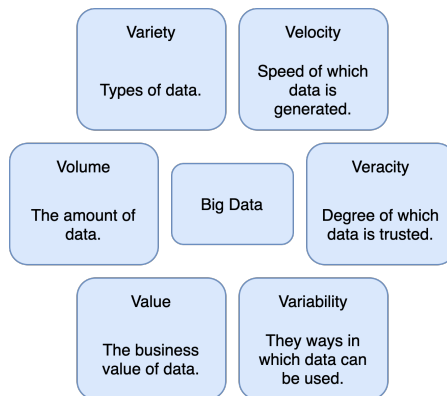 Variety
Types of data.
Velocity
Speed of which
data is
generated.
Volume
The amount of
data.
Big Data
Veracity
Degree of which
data is trusted.
Value
The business
value of data.
Variability
They ways in
which data can
be used.